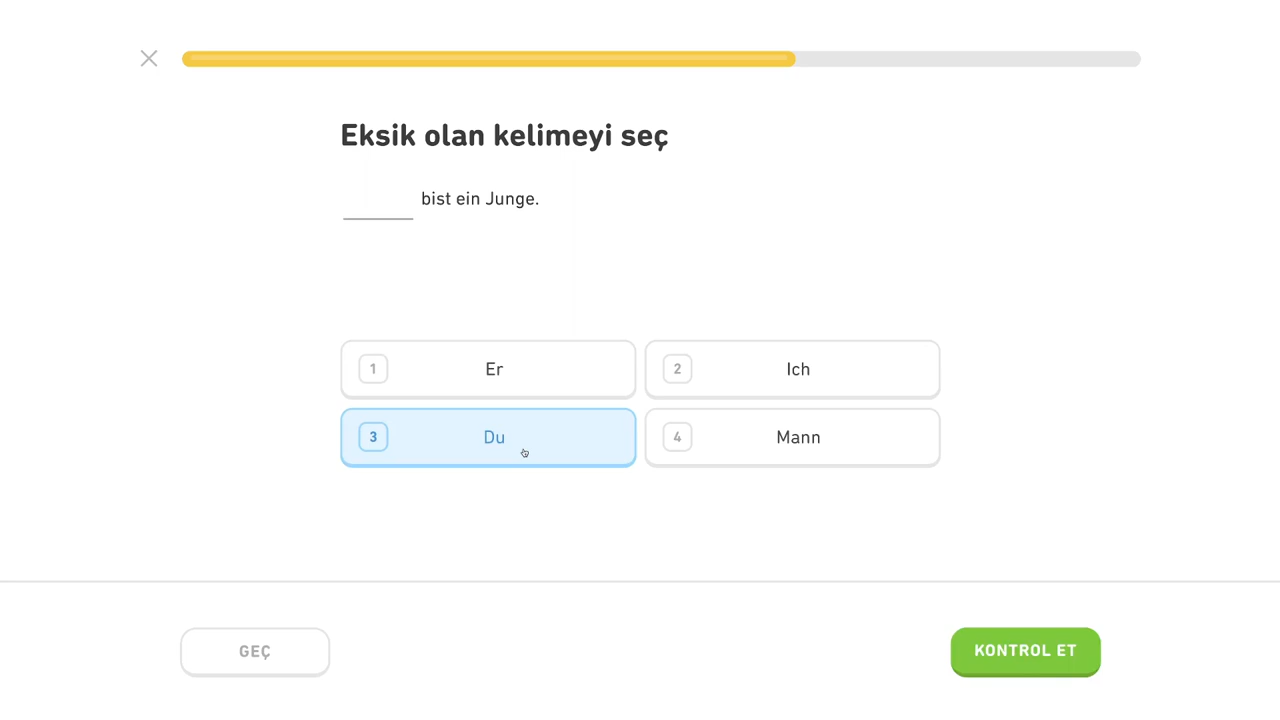 Eksik olan kelimeyi seç
bist ein Junge.
1 Er
2 Ich
3 Du
4 Mann
GEÇ
KONTROL ET